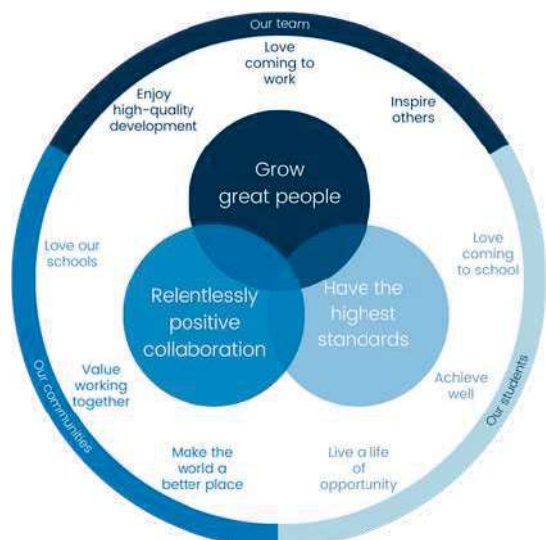 Our team
Love
coming to
work
Enjoy
high-quality
development
Inspire
others
Grow
great people
Love our
schools
Love
coming
to school
Relentlessly
positive
collaboration
Have the
highest
standards
Value
working
together
Achieve
well
Our communities
Our students
Make the
world a
better place
Live a life
of
opportunity